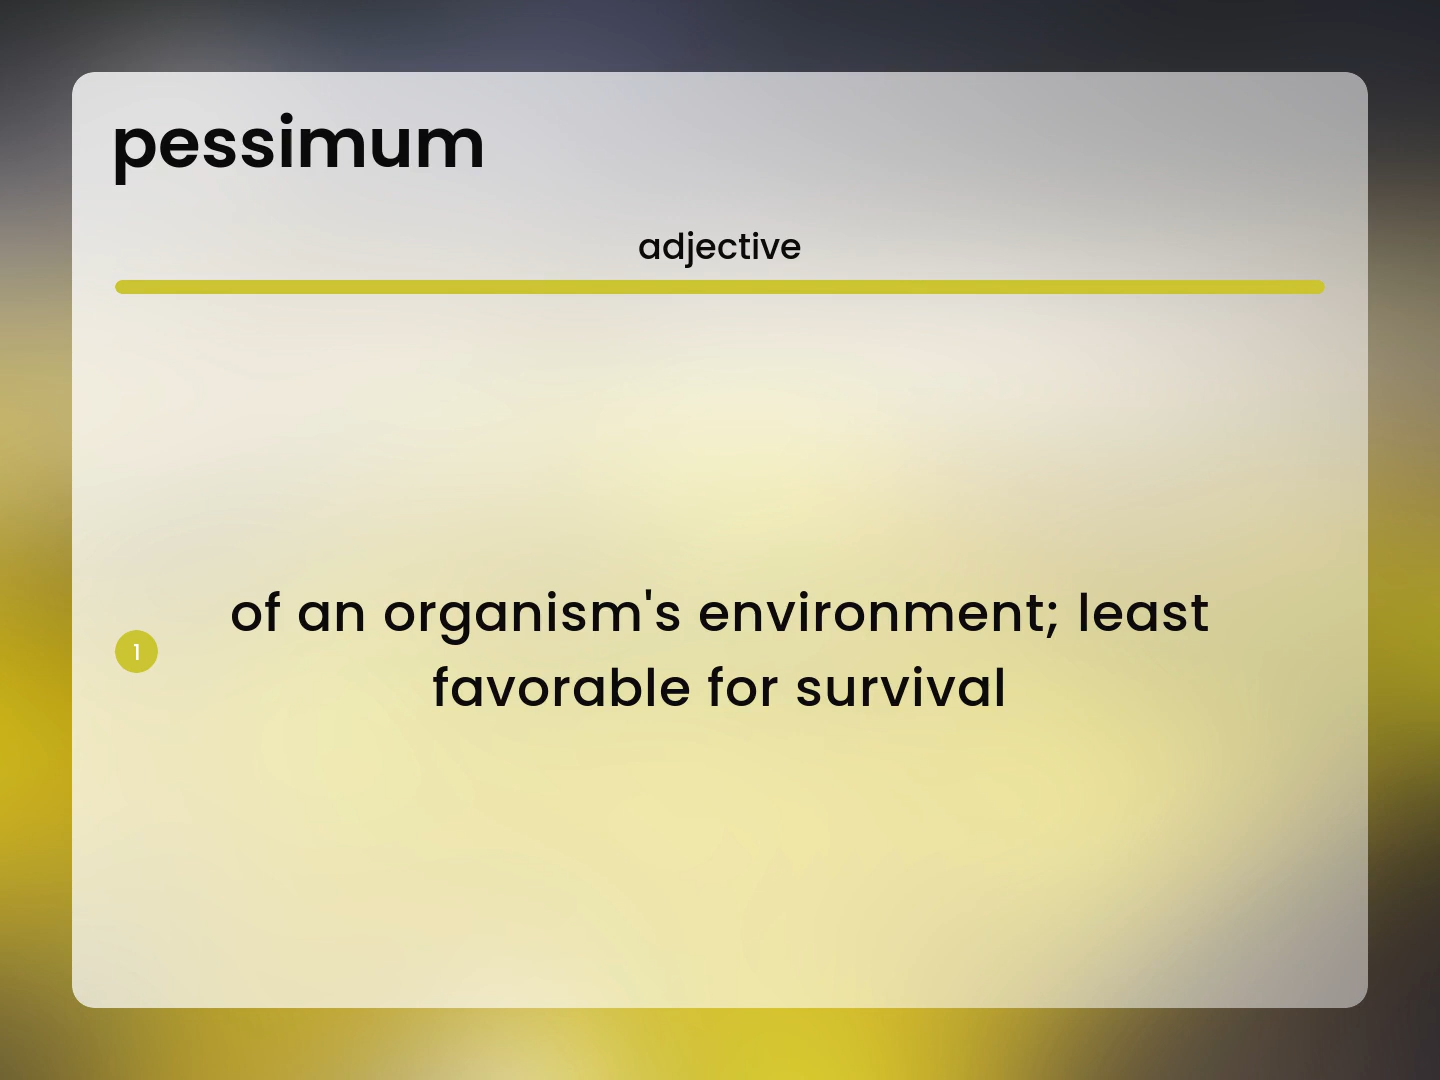 pessimum
adjective
1
of an organism's environment; least
favorable for survival